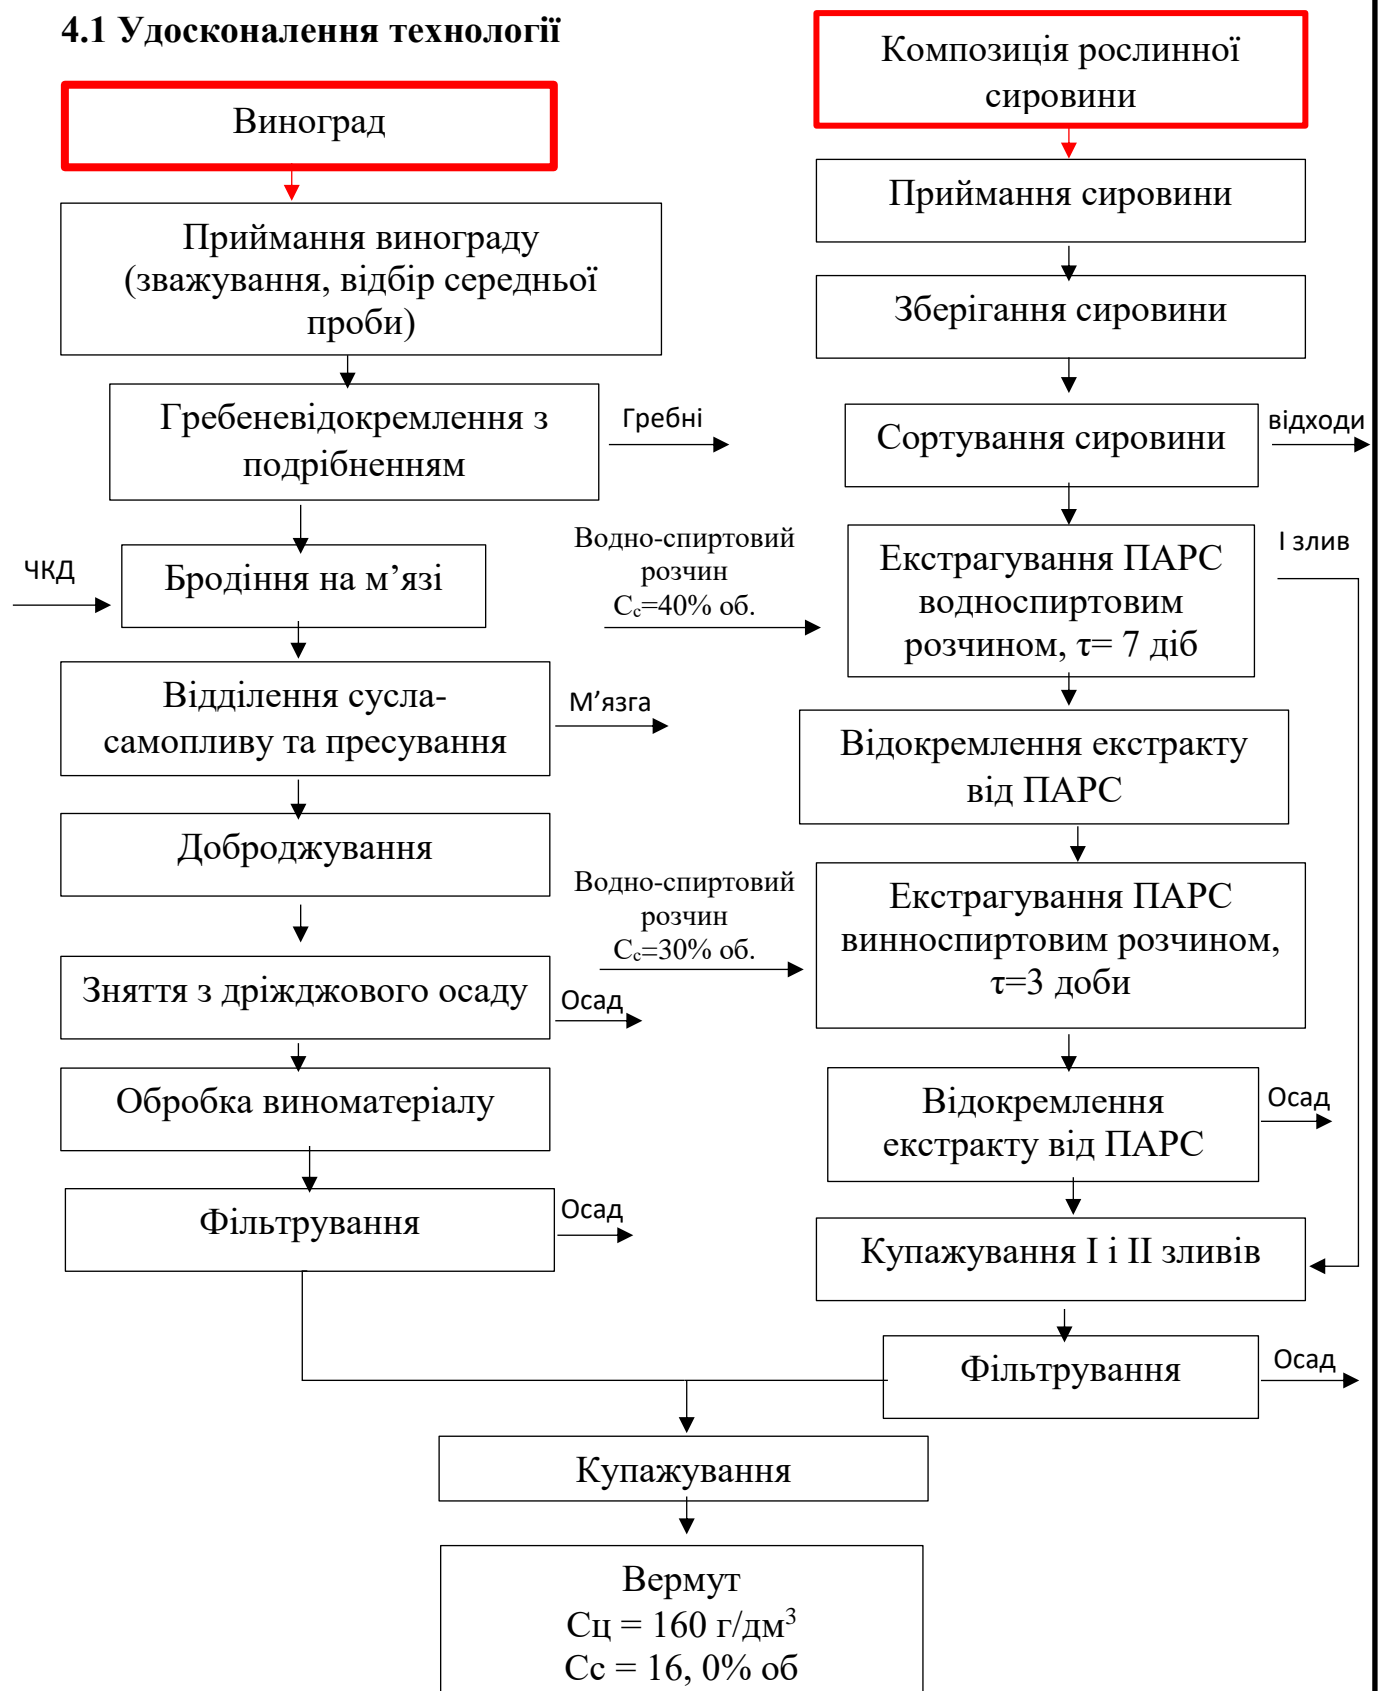 4.1 Удосконалення технології
Виноград
Приймання винограду
(зважування, відбір середньої
проби)
Гребеневідокремлення з
подрібненням
Гребні
ЧКД
Бродіння на м’язі
Відділення сусла-
самопливу та пресування
М’язга
Доброджування
Зняття з дріжджового осаду
Осад
Обробка виноматеріалу
Фільтрування
Осад
Композиція рослинної
сировини
Приймання сировини
Зберігання сировини
Сортування сировини
відходи
Водно-спиртовий
розчин
Cс=40% об.
Екстрагування ПАРС
водноспиртовим
розчином, τ= 7 діб
І злив
Відокремлення екстракту
від ПАРС
Водно-спиртовий
розчин
Cс=30% об.
Екстрагування ПАРС
винноспиртовим розчином,
τ=3 доби
Відокремлення
екстракту від ПАРС
Осад
Купажування І і ІІ зливів
Фільтрування
Осад
Купажування
Вермут
Сц = 160 г/дм³
Сс = 16, 0% об